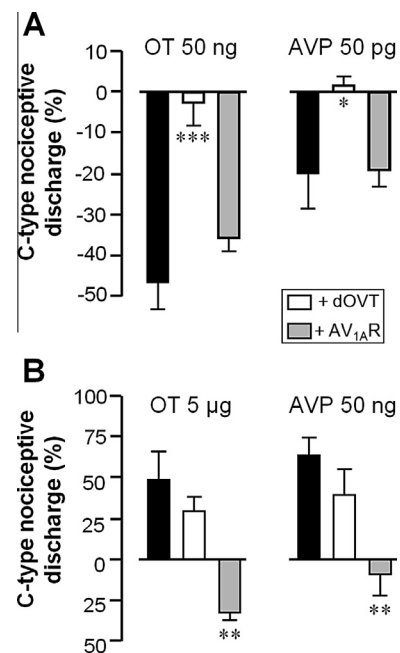 A
OT 50 ng
AVP 50 pg
C-type nociceptive
discharge (%)
10
0
-10
-20
-30
-40
-50
***
*
+ dOVT
+ AV1AR
B
OT 5 µg
AVP 50 ng
C-type nociceptive
discharge (%)
100
75
50
25
0
25
50
**
**